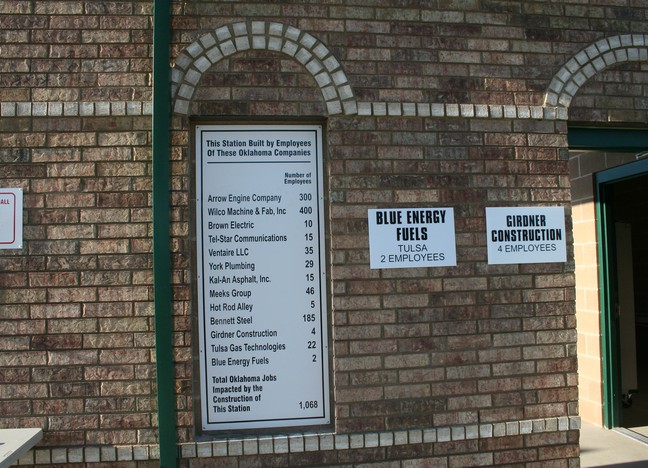 This Station Built by Employees
Of These Oklahoma Companies
Number of
Employees
Arrow Engine Company 300
Wilco Machine & Fab, Inc 400
Brown Electric 10
Tel-Star Communications 15
Ventaire LLC 35
York Plumbing 29
Kal-An Asphalt, Inc. 15
Meeks Group 46
Hot Rod Alley 5
Bennett Steel 185
Girdner Construction 4
Tulsa Gas Technologies 22
Blue Energy Fuels 2
Total Oklahoma Jobs
Impacted by the
Construction of
This Station 1,068
BLUE ENERGY
FUELS
TULSA
2 EMPLOYEES
GIRDNER
CONSTRUCTION
4 EMPLOYEES
ALL